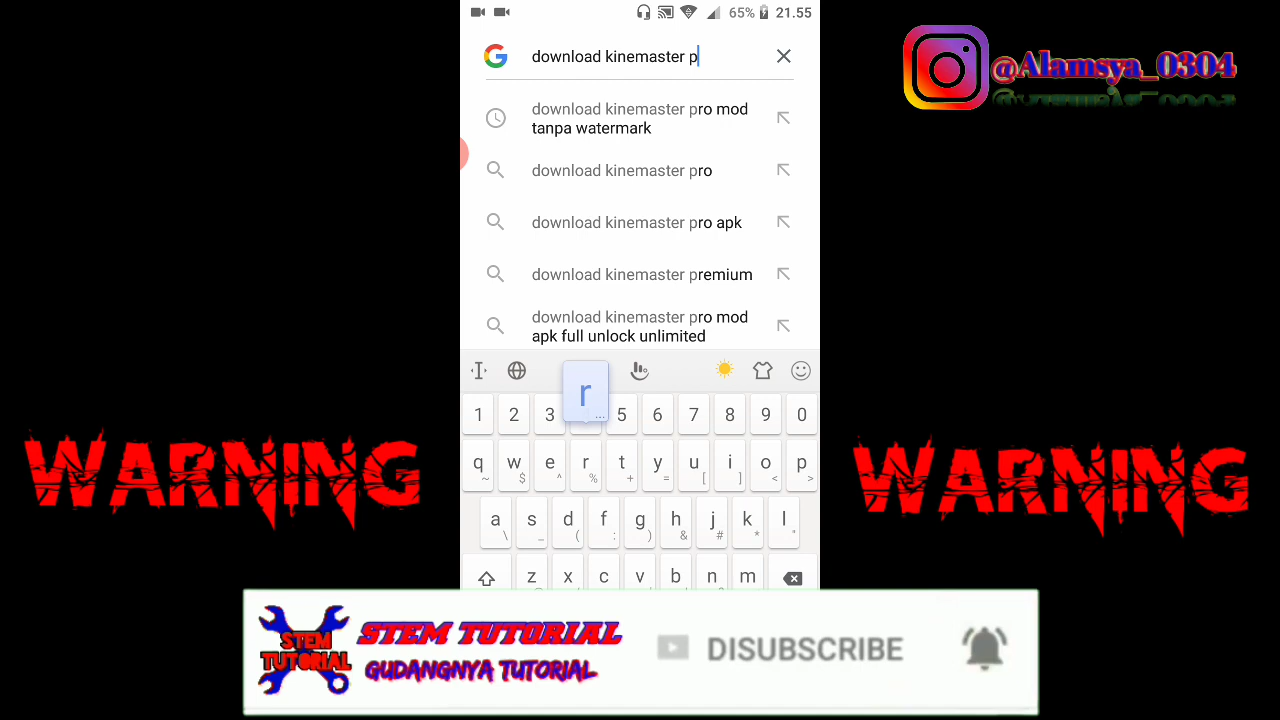 65% 21.55
@Alamsya_0304
download kinemaster p
download kinemaster pro mod
tanpa watermark
download kinemaster pro
download kinemaster pro apk
download kinemaster premium
download kinemaster pro mod
apk full unlock unlimited
r
...
1 2 3 5 6 7 8 9 0
q w e r t y u i o p
~ $ ^ % + = [ ] < >
a s d f g h j k l
\ _ ( : ) & # * "
z x c v b n m
WARNING
WARNING
STEM
TUTORIAL
STEM TUTORIAL
GUDANGNYA TUTORIAL
DISUBSCRIBE